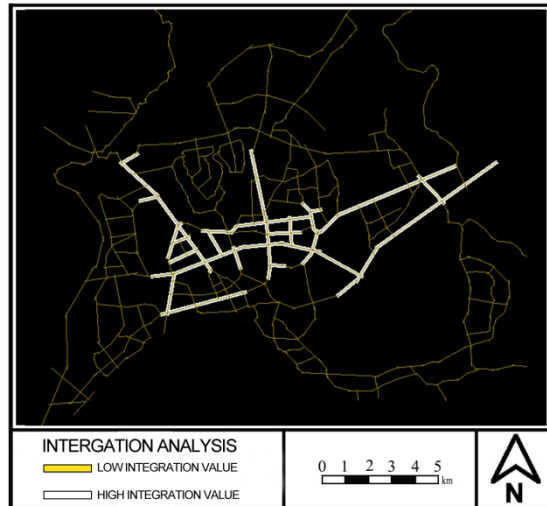 INTERGATION ANALYSIS
LOW INTEGRATION VALUE
HIGH INTEGRATION VALUE
0 1 2 3 4 5
km
N